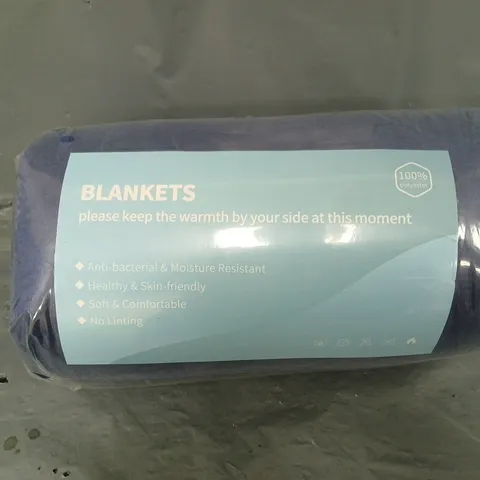 BLANKETS
100%
please keep the warmth by your side at this moment
Anti-bacterial & Moisture Resistant
Healthy & Skin-friendly
Soft & Comfortable
No Linting